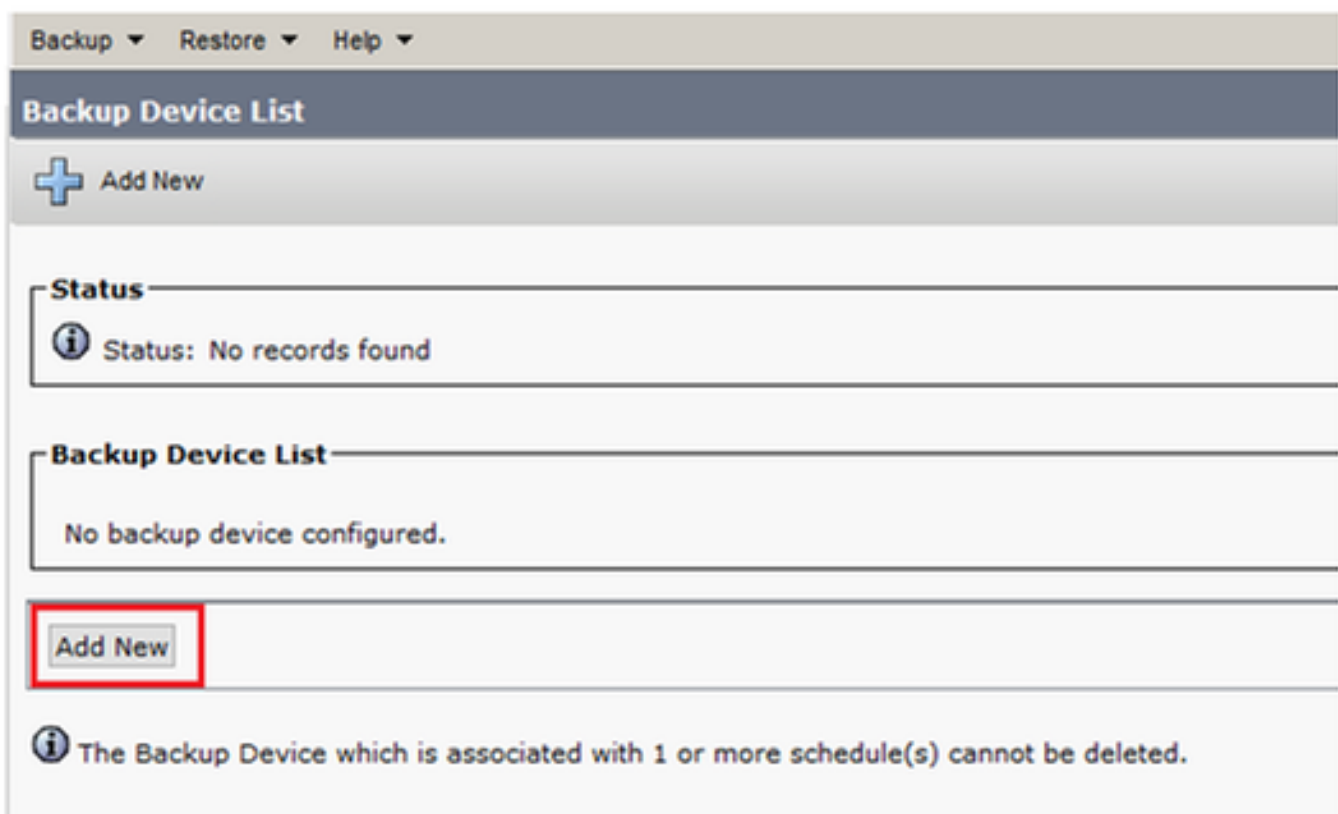 Backup Restore Help
Backup Device List
Add New
Status
Status: No records found
Backup Device List
No backup device configured.
Add New
The Backup Device which is associated with 1 or more schedule(s) cannot be deleted.